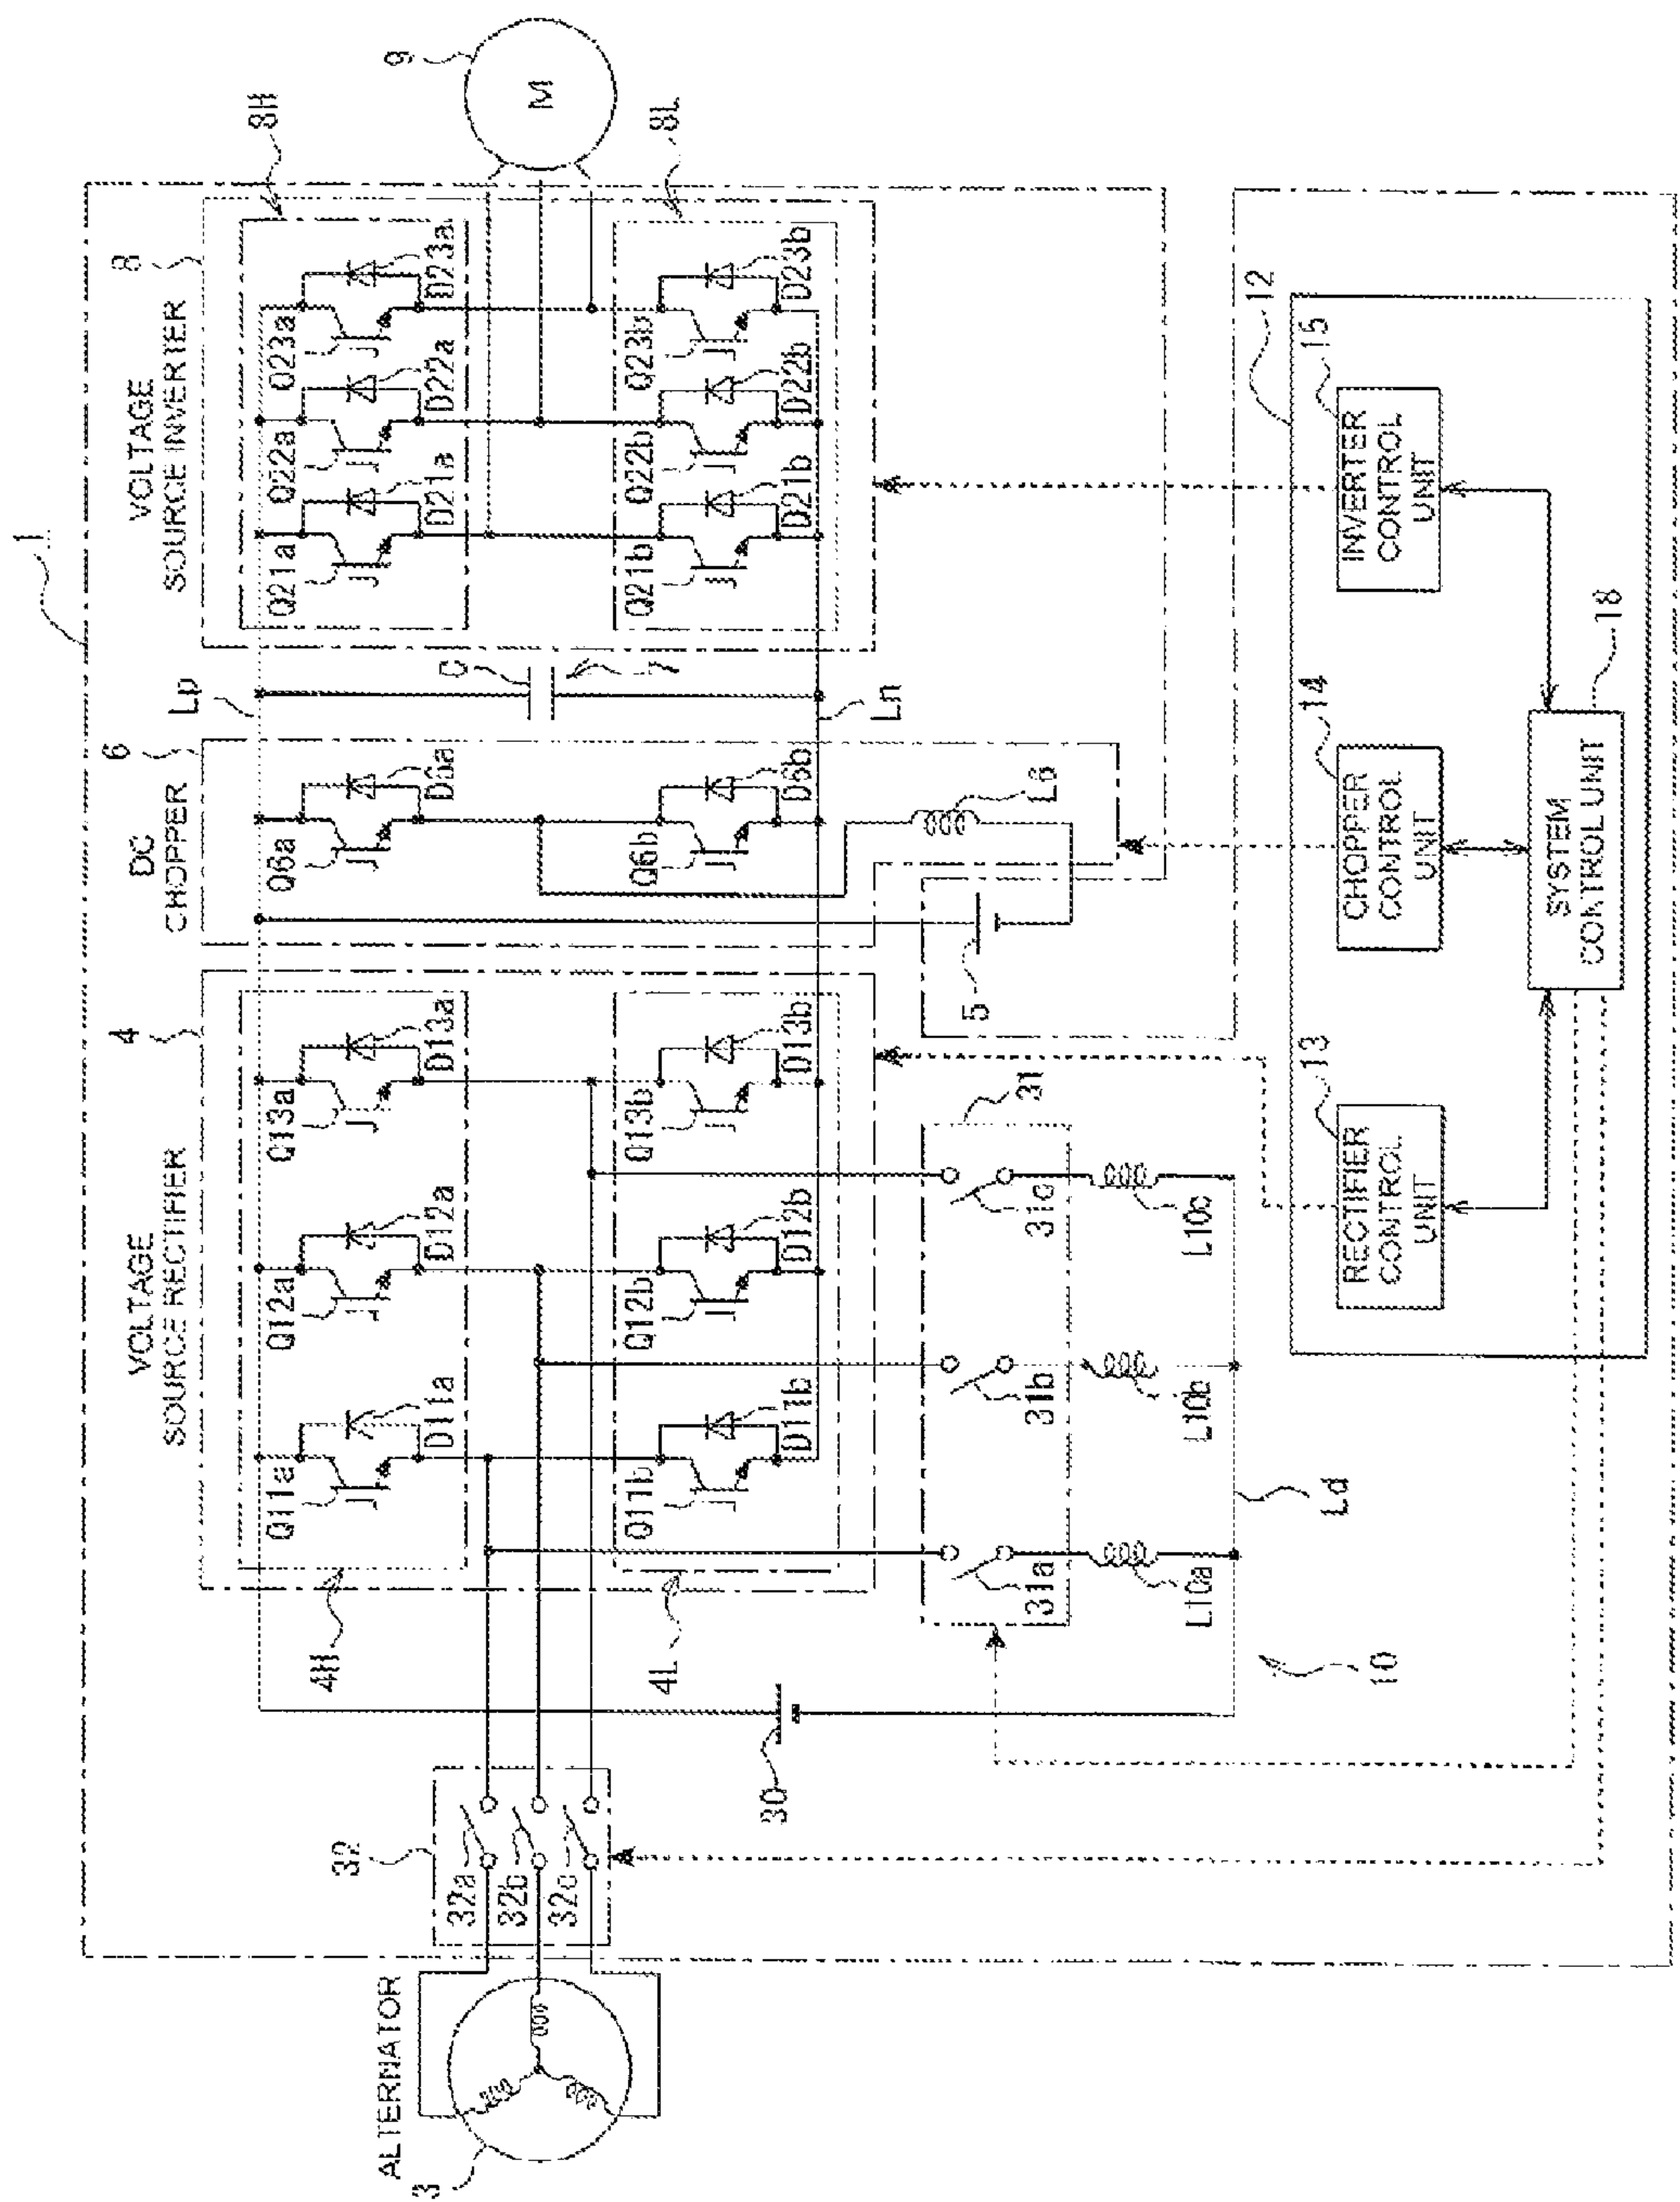 1
VOLTAGE
SOURCE RECTIFIER
4
DC
CHOPPER
6
VOLTAGE
SOURCE INVERTER
8
Lp
8H
9
M
8L
4H
4L
Q11a
D11a
Q12a
D12a
Q13a
D13a
Q6a
D6a
C
7
Q21a
D21a
Q22a
D22a
Q23a
D23a
Q11b
D11b
Q12b
D12b
Q13b
D13b
Q6b
D6b
Ln
Q21b
D21b
Q22b
D22b
Q23b
D23b
ALTERNATOR
3
32
32a
32b
32c
30
31
31a
31b
31c
5
L6
L10a
L10b
L10c
10
Ld
12
13
RECTIFIER
CONTROL
UNIT
14
CHOPPER
CONTROL
UNIT
15
INVERTER
CONTROL
UNIT
SYSTEM
CONTROL UNIT
18